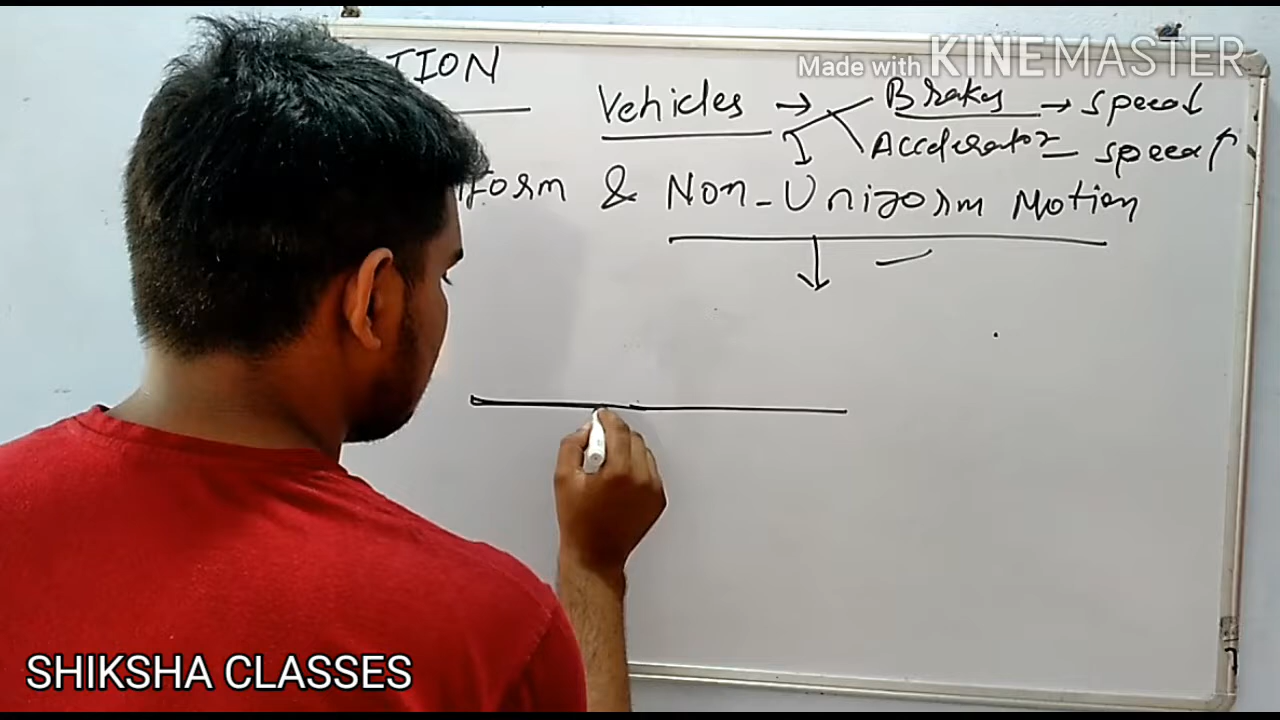 Made with KINEMASTER
TION
Vehicles → Brakes → speed↓
Accelerator — speed↑
form & Non-Uniform Motion
SHIKSHA CLASSES